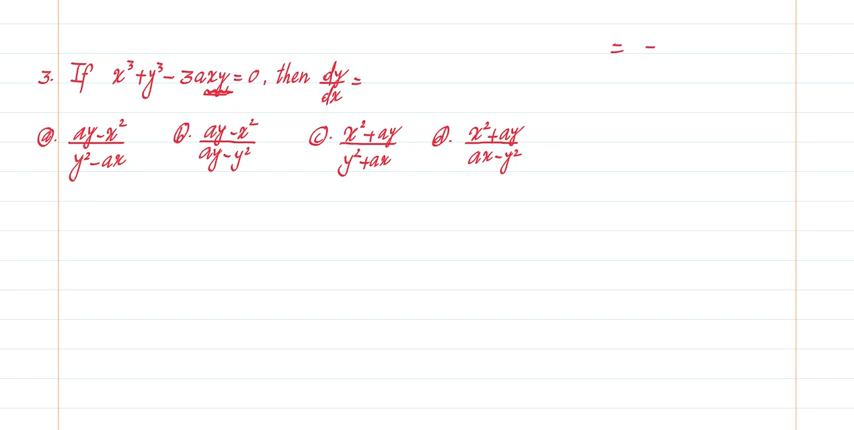 = -
3. If x³+y³-3axy=0, then dy/dx =
ⓐ. (ay-x²)/(y²-ax) ⓑ. (ay-x²)/(ay-y²) ⓒ. (x²+ay)/(y²+ax) ⓓ. (x²+ay)/(ax-y²)